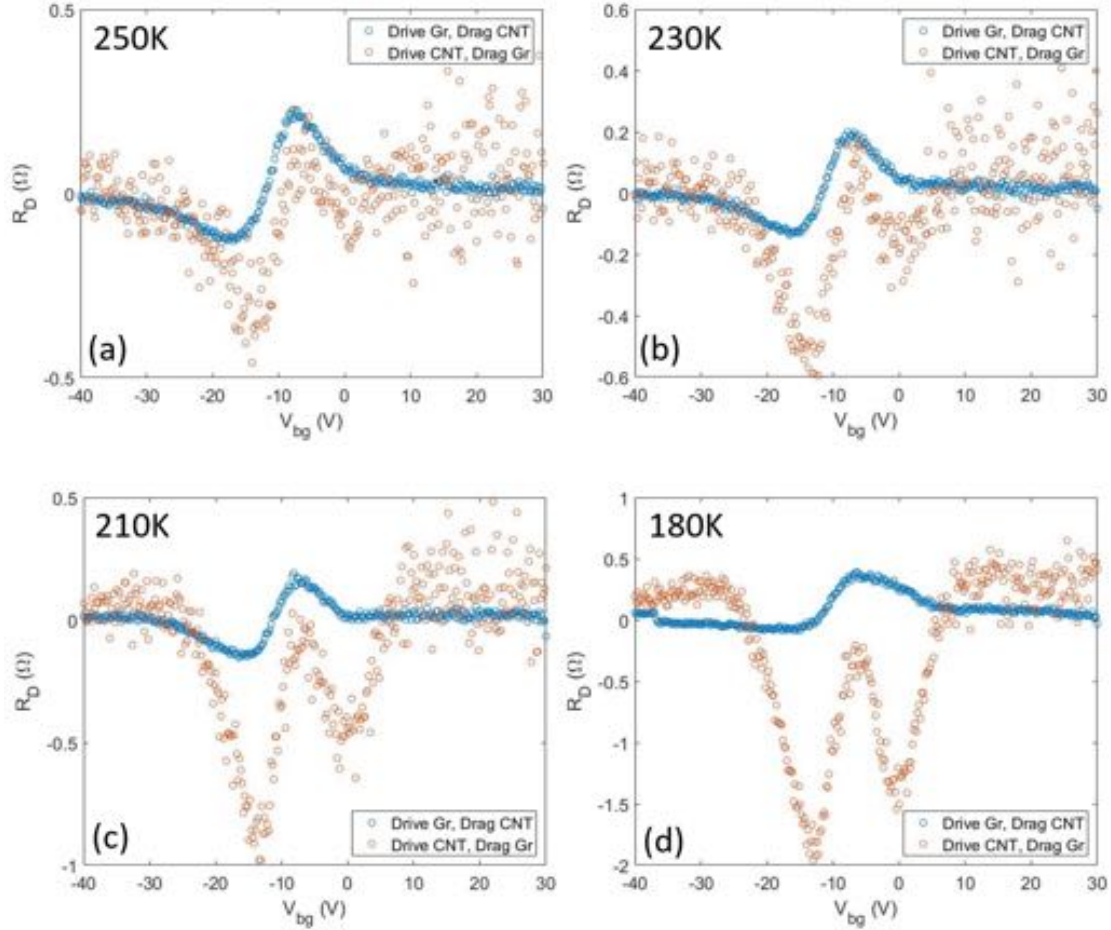 250K
Drive Gr, Drag CNT
Drive CNT, Drag Gr
0.5
0
-0.5
R_D (Ω)
(a)
-40 -30 -20 -10 0 10 20 30
V_bg (V)
230K
Drive Gr, Drag CNT
Drive CNT, Drag Gr
0.6
0.4
0.2
0
-0.2
-0.4
-0.6
R_D (Ω)
(b)
-40 -30 -20 -10 0 10 20 30
V_bg (V)
210K
0.5
0
-0.5
-1
R_D (Ω)
Drive Gr, Drag CNT
Drive CNT, Drag Gr
(c)
-40 -30 -20 -10 0 10 20 30
V_bg (V)
180K
1
0.5
0
-0.5
-1
-1.5
-2
R_D (Ω)
Drive Gr, Drag CNT
Drive CNT, Drag Gr
(d)
-40 -30 -20 -10 0 10 20 30
V_bg (V)